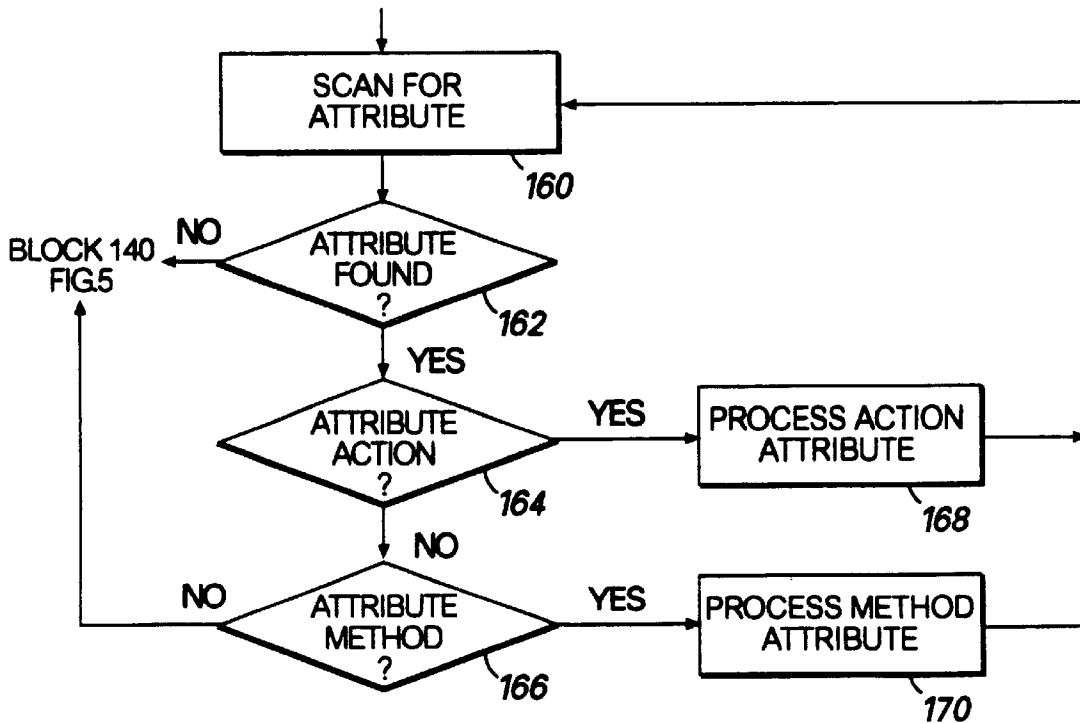 SCAN FOR
ATTRIBUTE
160
NO
BLOCK 140
FIG.5
ATTRIBUTE
FOUND
?
162
YES
ATTRIBUTE
ACTION
?
164
YES
PROCESS ACTION
ATTRIBUTE
168
NO
NO
ATTRIBUTE
METHOD
?
166
YES
PROCESS METHOD
ATTRIBUTE
170